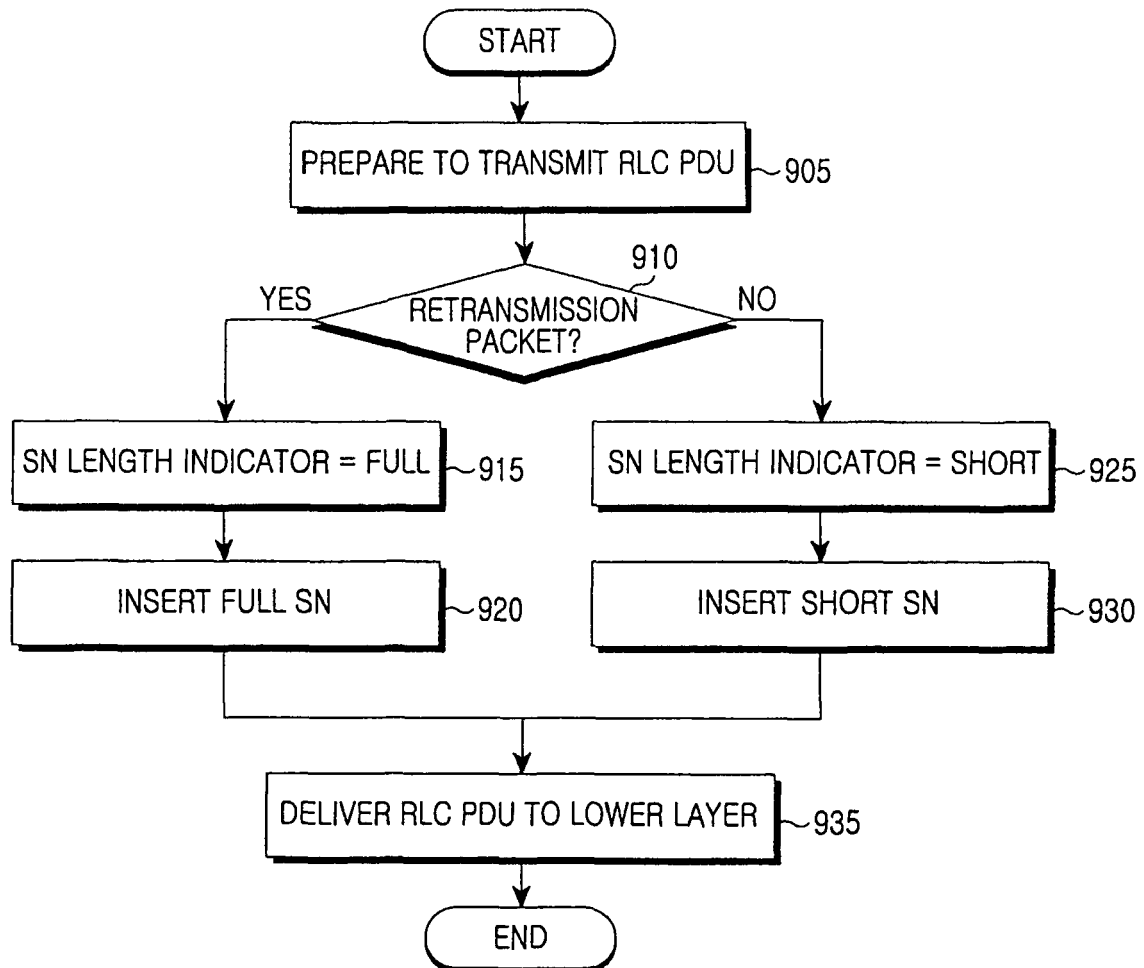 START
PREPARE TO TRANSMIT RLC PDU
905
910
YES
RETRANSMISSION
PACKET?
NO
SN LENGTH INDICATOR = FULL
915
SN LENGTH INDICATOR = SHORT
925
INSERT FULL SN
920
INSERT SHORT SN
930
DELIVER RLC PDU TO LOWER LAYER
935
END